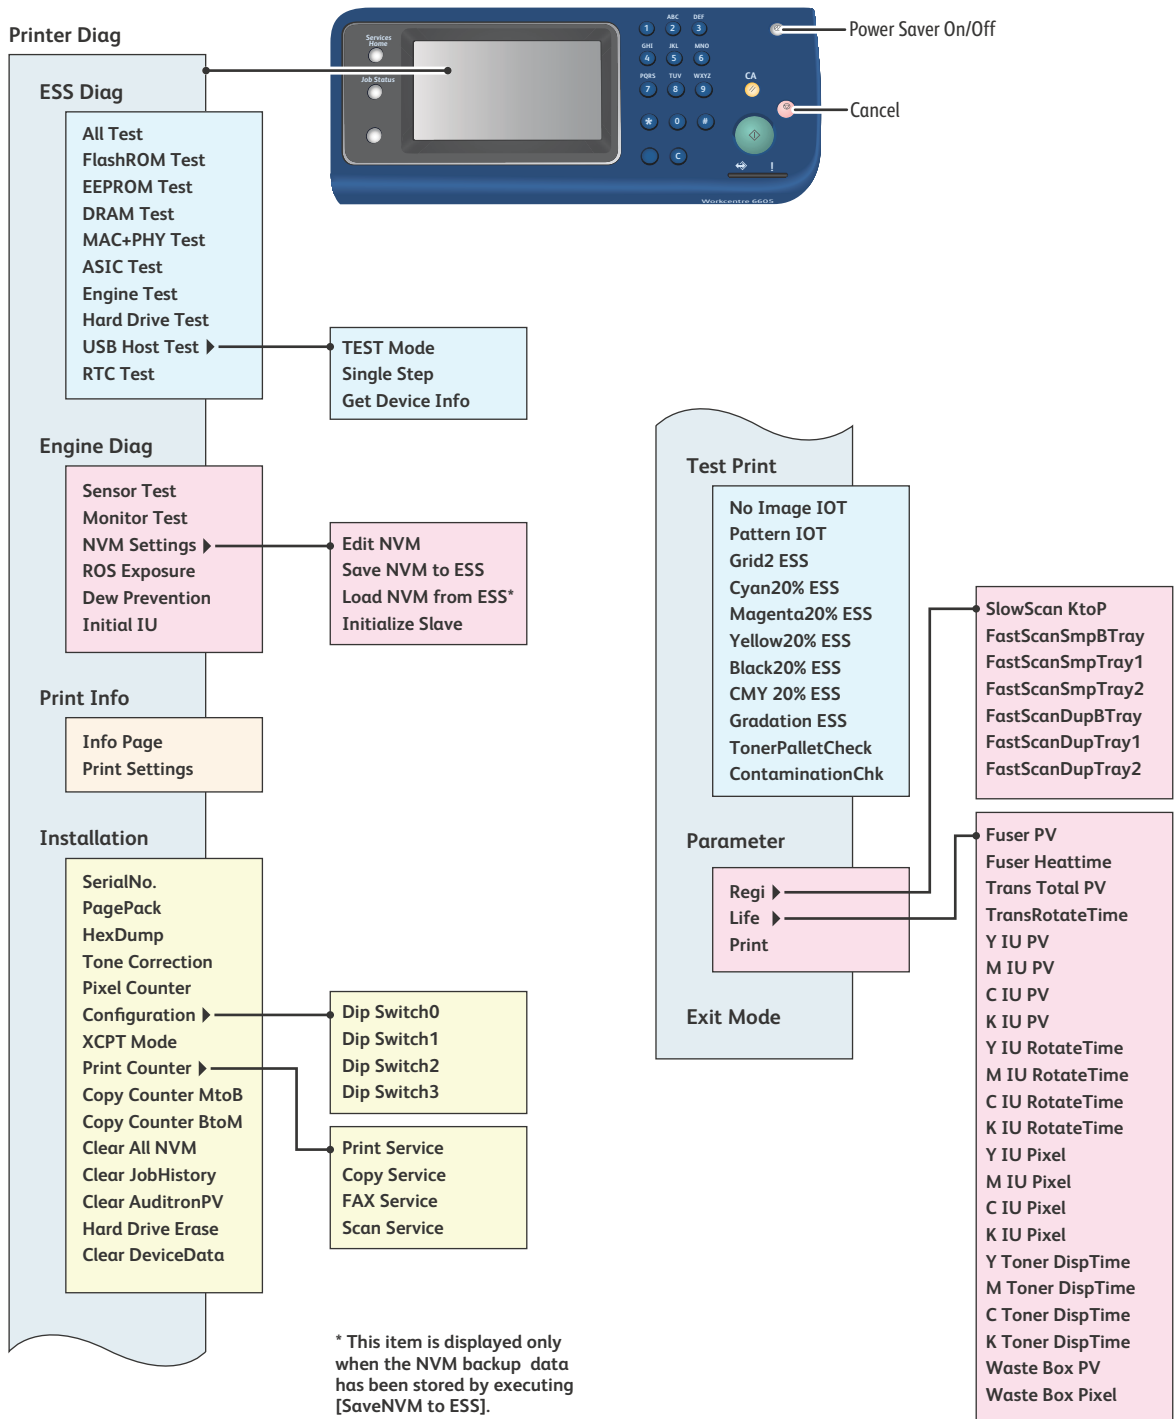 Printer Diag
ESS Diag
All Test
FlashROM Test
EEPROM Test
DRAM Test
MAC+PHY Test
ASIC Test
Engine Test
Hard Drive Test
USB Host Test
RTC Test
TEST Mode
Single Step
Get Device Info
Engine Diag
Sensor Test
Monitor Test
NVM Settings
ROS Exposure
Dew Prevention
Initial IU
Edit NVM
Save NVM to ESS
Load NVM from ESS*
Initialize Slave
Print Info
Info Page
Print Settings
Installation
SerialNo.
PagePack
HexDump
Tone Correction
Pixel Counter
Configuration
XCPT Mode
Print Counter
Copy Counter MtoB
Copy Counter BtoM
Clear All NVM
Clear JobHistory
Clear AuditronPV
Hard Drive Erase
Clear DeviceData
Dip Switch0
Dip Switch1
Dip Switch2
Dip Switch3
Print Service
Copy Service
FAX Service
Scan Service
* This item is displayed only
when the NVM backup data
has been stored by executing
[SaveNVM to ESS].
Services
Home
Job Status
ABC DEF
1 2 3
GHI JKL MNO
4 5 6
PQRS TUV WXYZ
7 8 9
* 0 #
C
CA
!
Workcentre 6605
Power Saver On/Off
Cancel
Test Print
No Image IOT
Pattern IOT
Grid2 ESS
Cyan20% ESS
Magenta20% ESS
Yellow20% ESS
Black20% ESS
CMY 20% ESS
Gradation ESS
TonerPalletCheck
ContaminationChk
Parameter
Regi
Life
Print
Exit Mode
SlowScan KtoP
FastScanSmpBTray
FastScanSmpTray1
FastScanSmpTray2
FastScanDupBTray
FastScanDupTray1
FastScanDupTray2
Fuser PV
Fuser Heattime
Trans Total PV
TransRotateTime
Y IU PV
M IU PV
C IU PV
K IU PV
Y IU RotateTime
M IU RotateTime
C IU RotateTime
K IU RotateTime
Y IU Pixel
M IU Pixel
C IU Pixel
K IU Pixel
Y Toner DispTime
M Toner DispTime
C Toner DispTime
K Toner DispTime
Waste Box PV
Waste Box Pixel